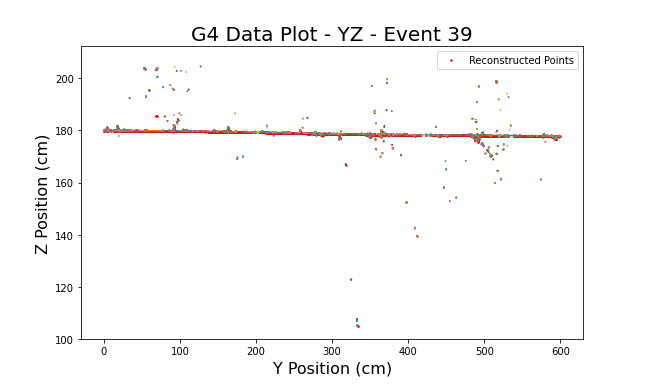 G4 Data Plot - YZ - Event 39
Reconstructed Points
Z Position (cm)
200
180
160
140
120
100
0 100 200 300 400 500 600
Y Position (cm)